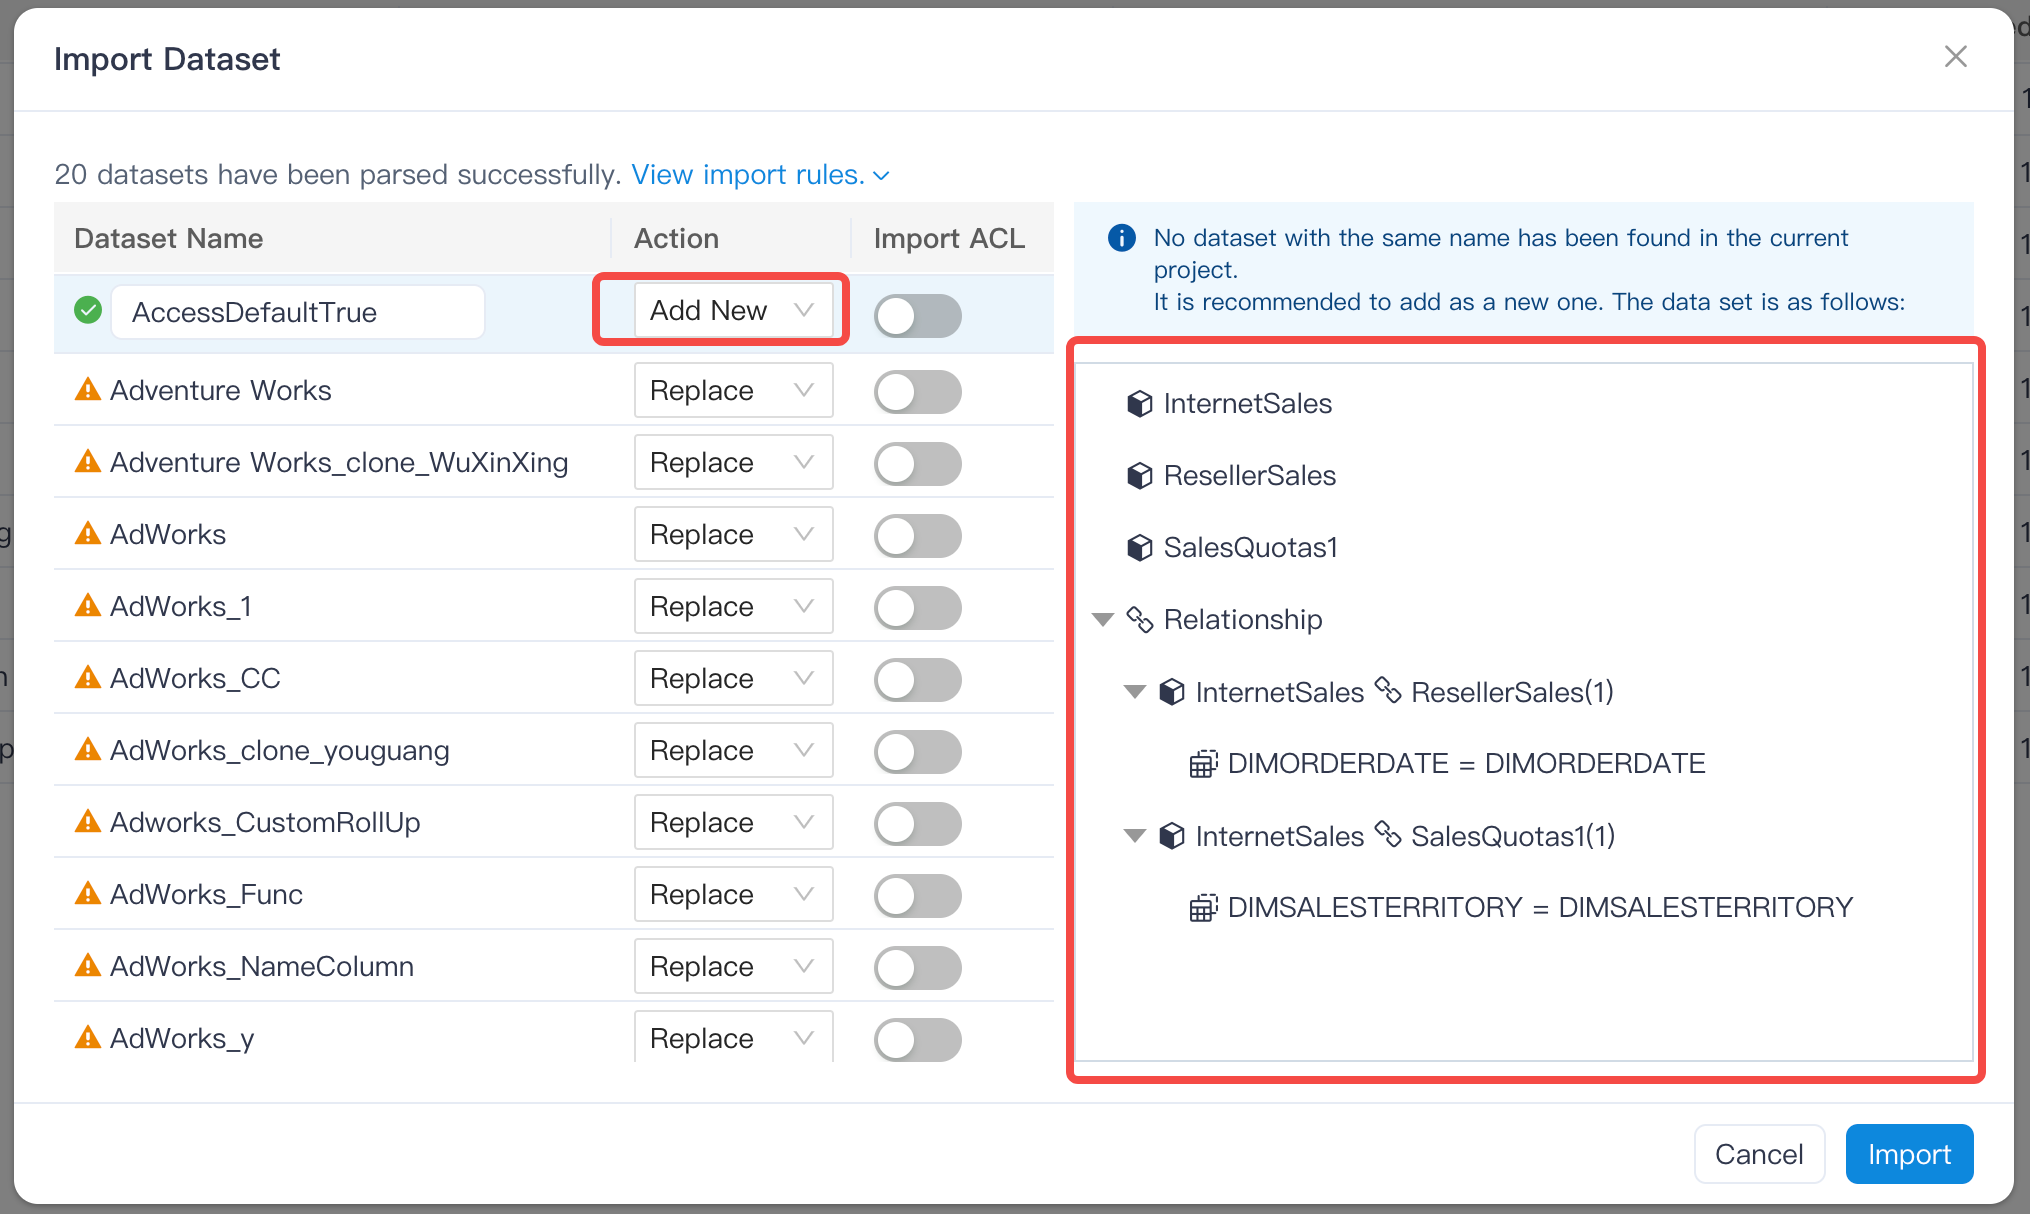 Import Dataset
20 datasets have been parsed successfully. View import rules.
Dataset Name Action Import ACL
AccessDefaultTrue Add New
Adventure Works Replace
Adventure Works_clone_WuXinXing Replace
AdWorks Replace
AdWorks_1 Replace
AdWorks_CC Replace
AdWorks_clone_youguang Replace
Adworks_CustomRollUp Replace
AdWorks_Func Replace
AdWorks_NameColumn Replace
AdWorks_y Replace
No dataset with the same name has been found in the current
project.
It is recommended to add as a new one. The data set is as follows:
InternetSales
ResellerSales
SalesQuotas1
Relationship
InternetSales ResellerSales(1)
DIMORDERDATE = DIMORDERDATE
InternetSales SalesQuotas1(1)
DIMSALESTERRITORY = DIMSALESTERRITORY
Cancel Import